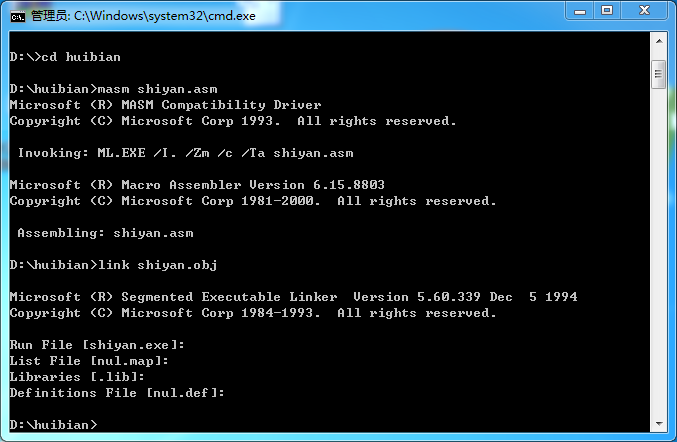 管理员: C:\Windows\system32\cmd.exe
D:\>cd huibian
D:\huibian>masm shiyan.asm
Microsoft (R) MASM Compatibility Driver
Copyright (C) Microsoft Corp 1993.  All rights reserved.
 Invoking: ML.EXE /I. /Zm /c /Ta shiyan.asm
Microsoft (R) Macro Assembler Version 6.15.8803
Copyright (C) Microsoft Corp 1981-2000.  All rights reserved.
 Assembling: shiyan.asm
D:\huibian>link shiyan.obj
Microsoft (R) Segmented Executable Linker  Version 5.60.339 Dec  5 1994
Copyright (C) Microsoft Corp 1984-1993.  All rights reserved.
Run File [shiyan.exe]:
List File [nul.map]:
Libraries [.lib]:
Definitions File [nul.def]:
D:\huibian>